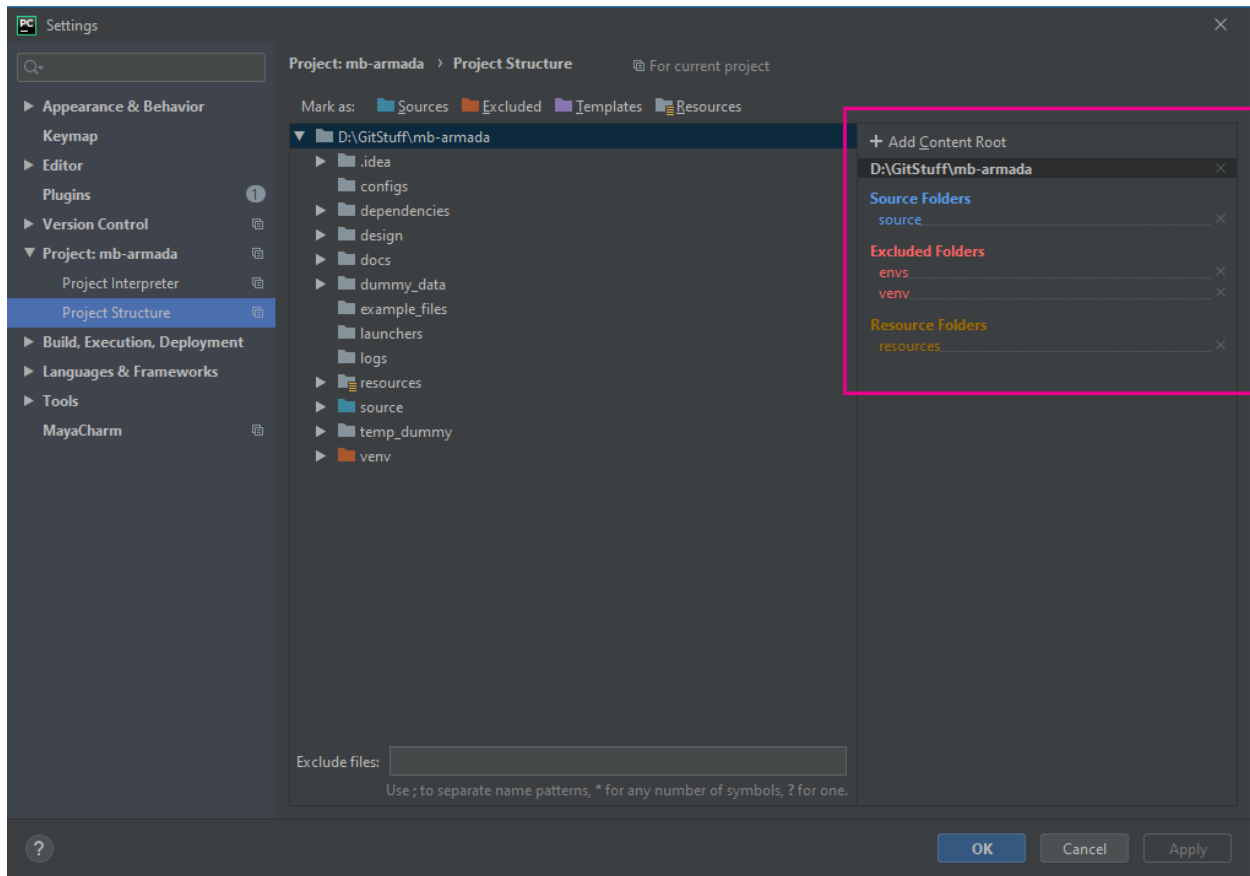 PC Settings
Project: mb-armada › Project Structure For current project
Mark as: Sources Excluded Templates Resources
Appearance & Behavior
Keymap
Editor
Plugins 1
Version Control
Project: mb-armada
Project Interpreter
Project Structure
Build, Execution, Deployment
Languages & Frameworks
Tools
MayaCharm
D:\GitStuff\mb-armada
.idea
configs
dependencies
design
docs
dummy_data
example_files
launchers
logs
resources
source
temp_dummy
venv
Exclude files:
Use ; to separate name patterns, * for any number of symbols, ? for one.
+ Add Content Root
D:\GitStuff\mb-armada
Source Folders
source
Excluded Folders
envs
venv
Resource Folders
resources
? OK Cancel Apply